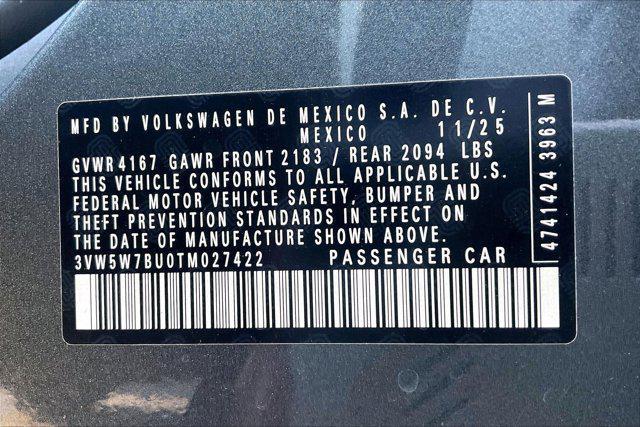 MFD BY VOLKSWAGEN DE MEXICO S.A. DE C.V.
MEXICO 11/25
GVWR 4167 GAWR FRONT 2183 / REAR 2094 LBS
THIS VEHICLE CONFORMS TO ALL APPLICABLE U.S.
FEDERAL MOTOR VEHICLE SAFETY, BUMPER AND
THEFT PREVENTION STANDARDS IN EFFECT ON
THE DATE OF MANUFACTURE SHOWN ABOVE.
3VW5W7BU0TM027422 PASSENGER CAR
4741424 3963 M